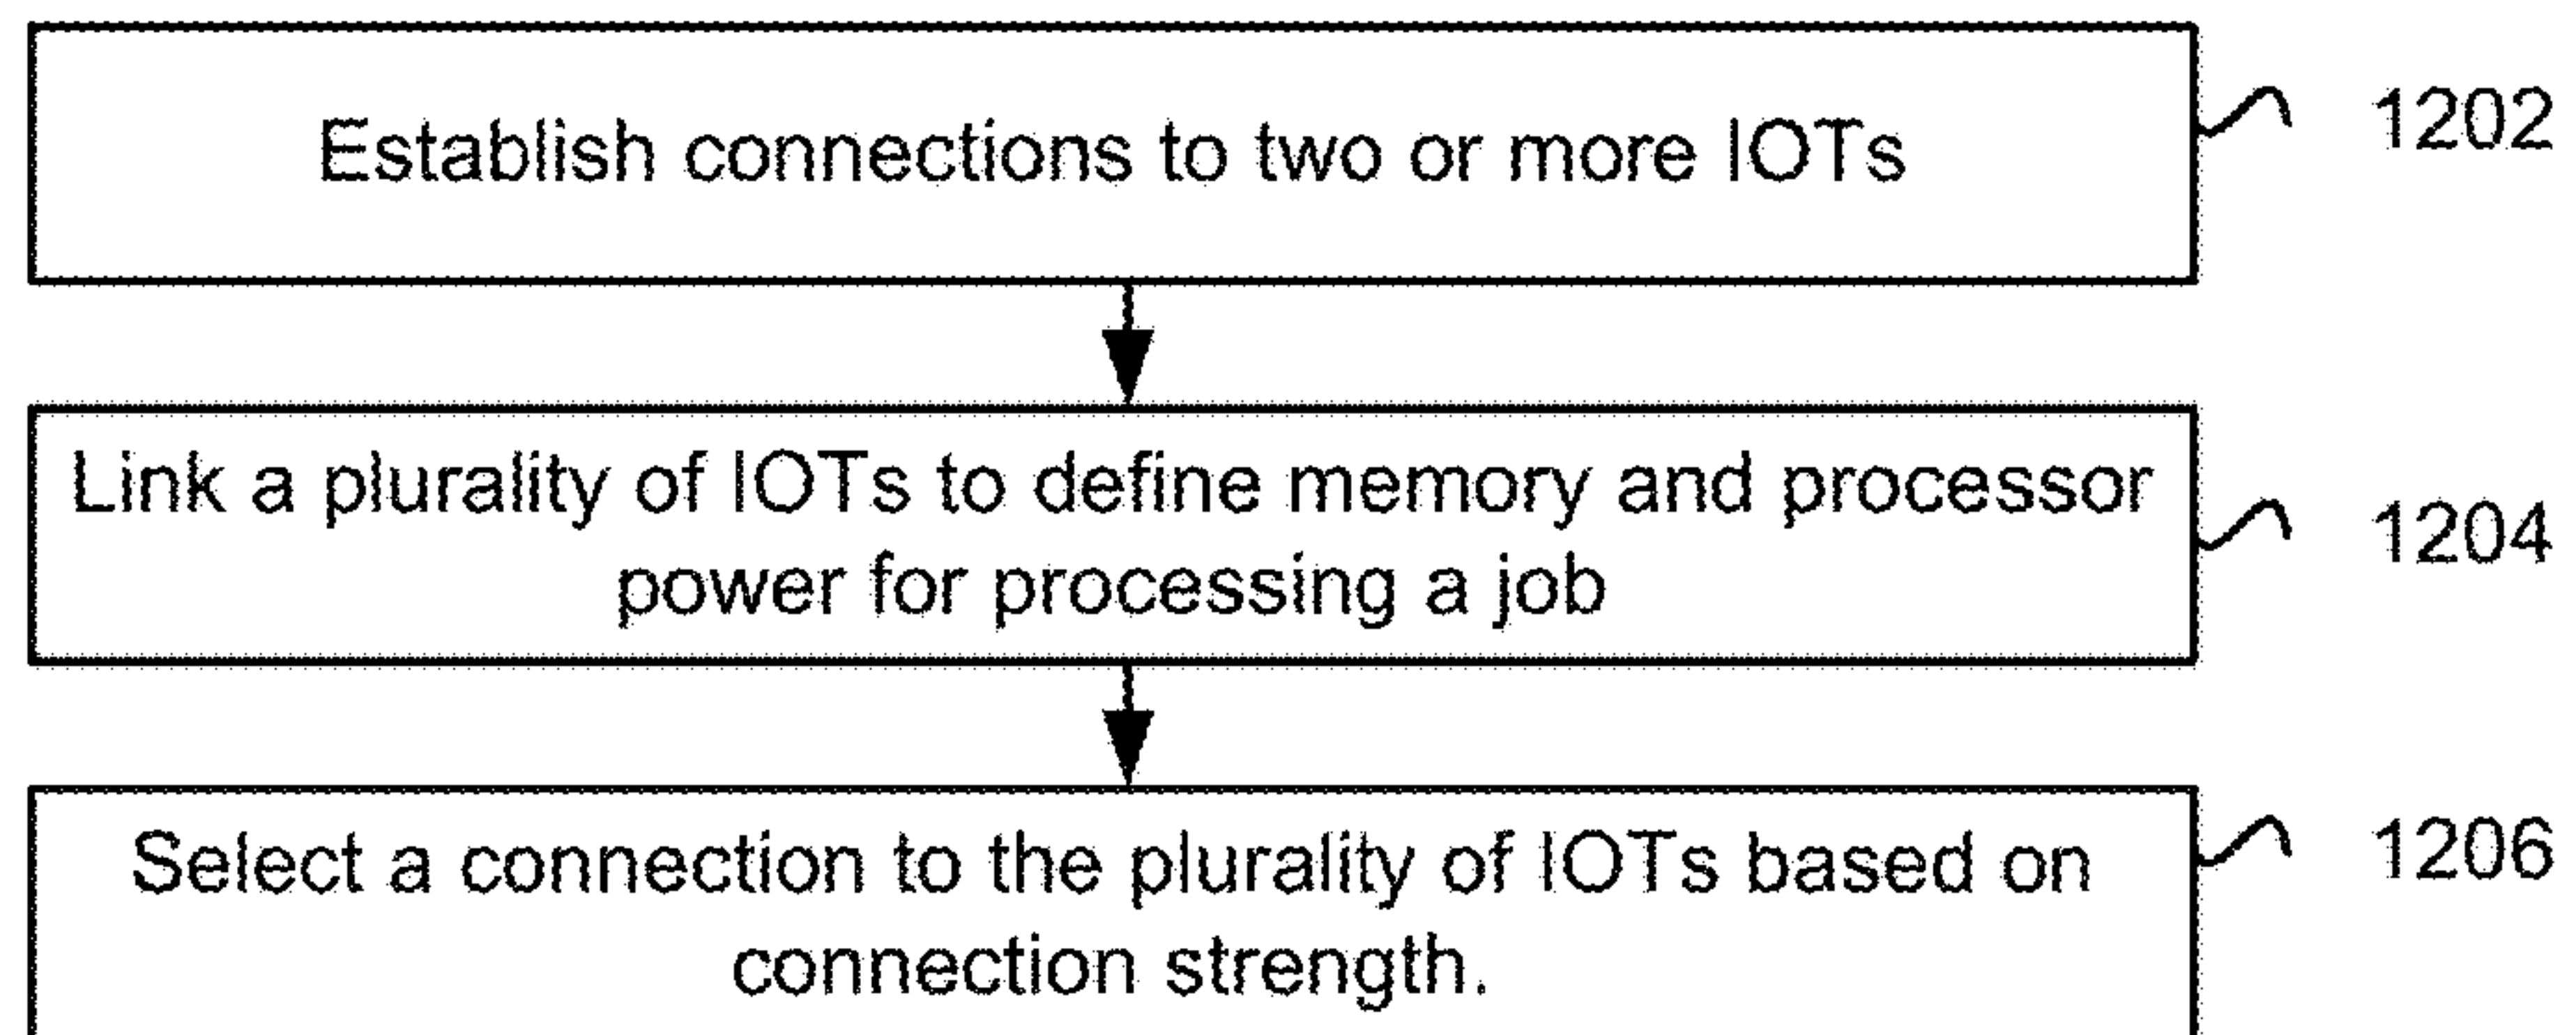 Establish connections to two or more IOTs
1202
Link a plurality of IOTs to define memory and processor
power for processing a job
1204
Select a connection to the plurality of IOTs based on
connection strength.
1206